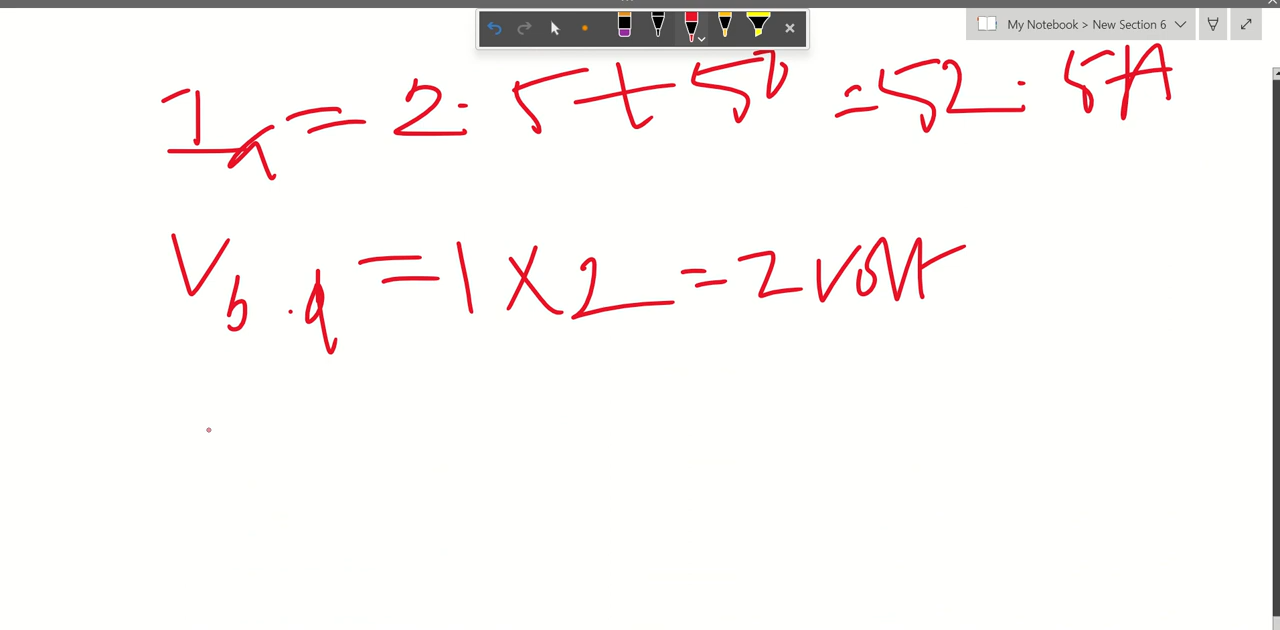 My Notebook > New Section 6
Ia = 2.5 + 50 = 52.5A
Vb.d = 1 X 2 = 2 volt